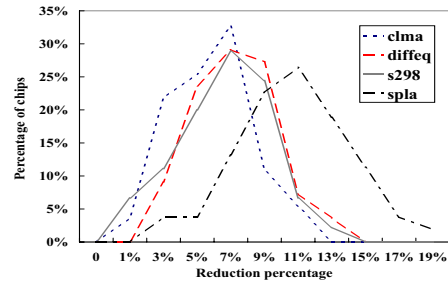 35%
30%
25%
20%
15%
10%
5%
0%
Percentage of chips
clma
diffeq
s298
spla
0 1% 3% 5% 7% 9% 11% 13% 15% 17% 19%
Reduction percentage